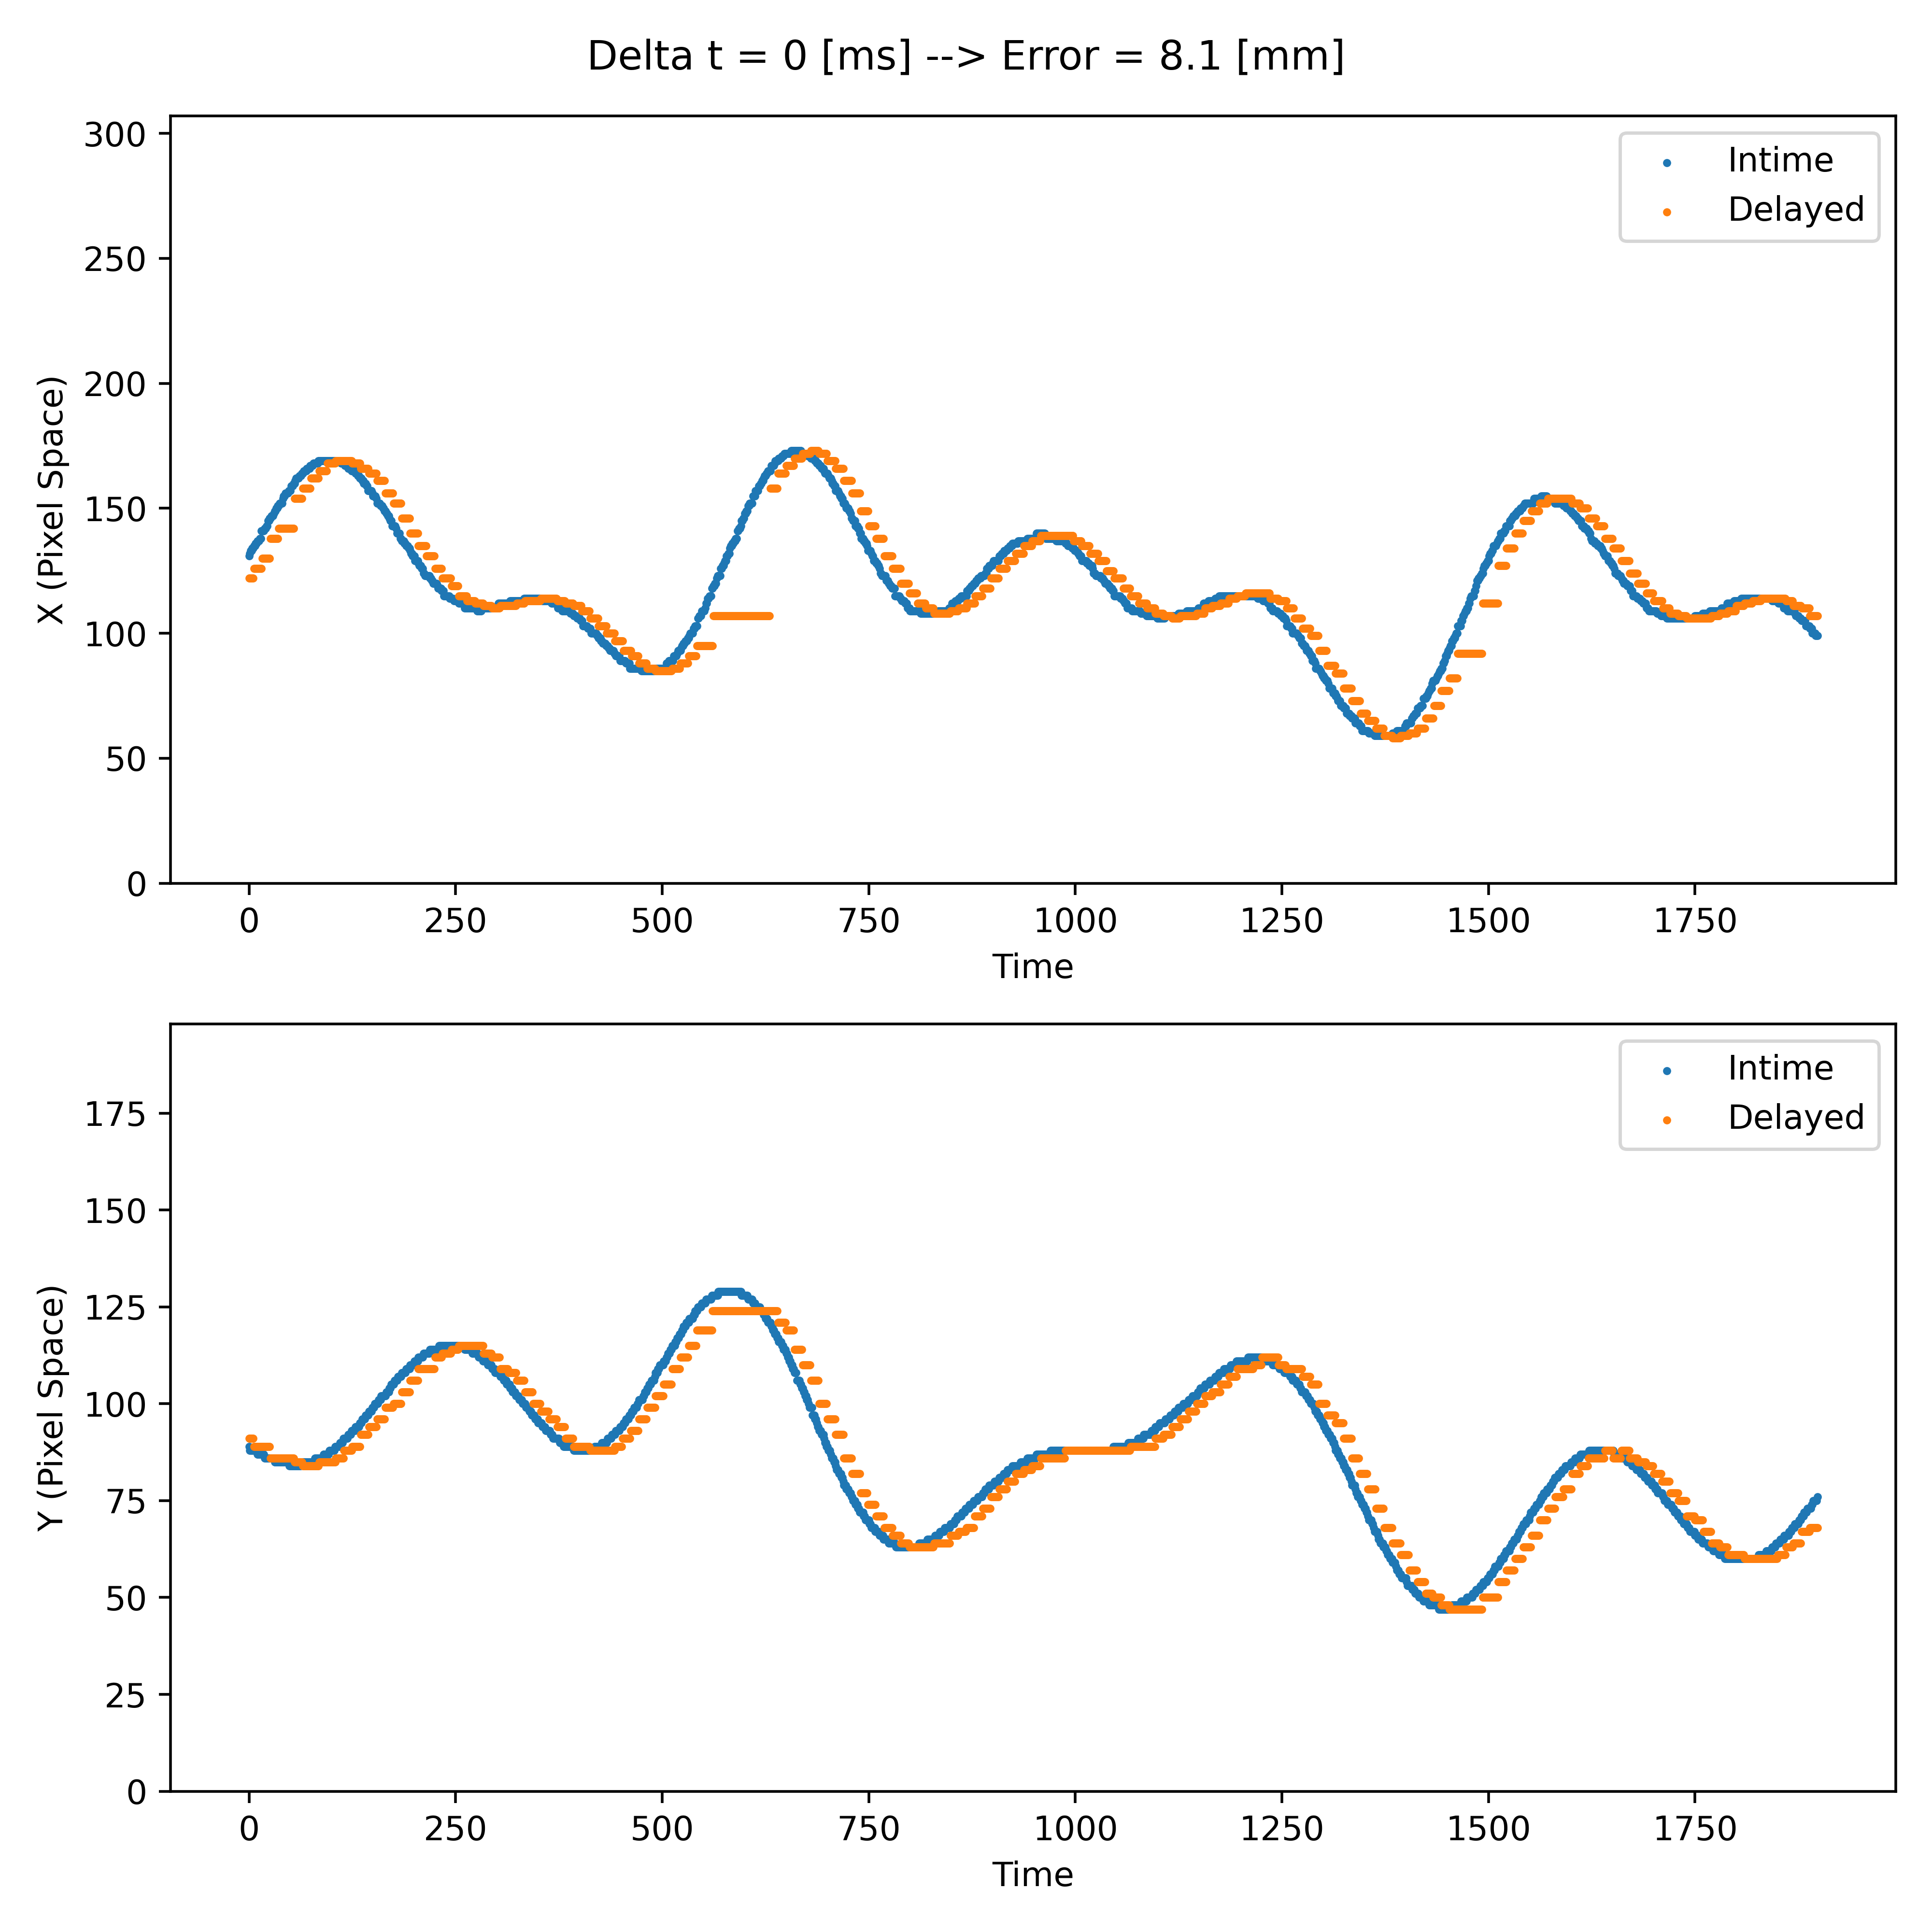 Delta t = 0 [ms] --> Error = 8.1 [mm]
300
250
200
150
100
50
0
X (Pixel Space)
Intime
Delayed
0 250 500 750 1000 1250 1500 1750
Time
175
150
125
100
75
50
25
0
Y (Pixel Space)
Intime
Delayed
0 250 500 750 1000 1250 1500 1750
Time